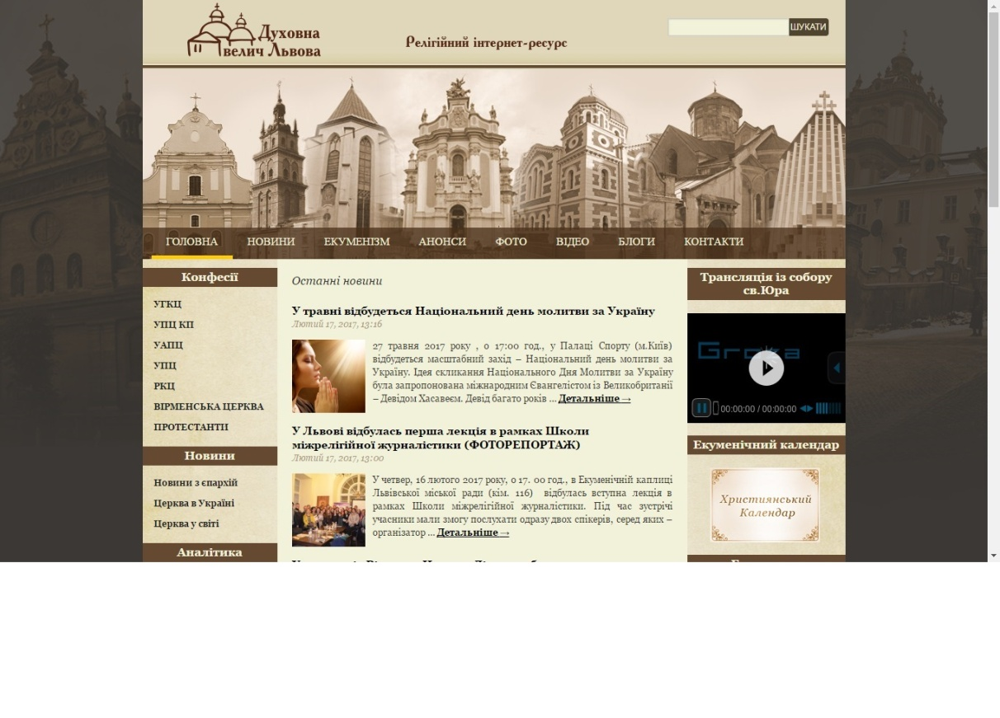 Духовна
велич Львова
Релігійний інтернет-ресурс
ШУКАТИ
ГОЛОВНА НОВИНИ ЕКУМЕНІЗМ АНОНСИ ФОТО ВІДЕО БЛОГИ КОНТАКТИ
Конфесії
УГКЦ
УПЦ КП
УАПЦ
УПЦ
РКЦ
ВІРМЕНСЬКА ЦЕРКВА
ПРОТЕСТАНТИ
Новини
Новини з єпархій
Церква в Україні
Церква у світі
Аналітика
Останні новини
У травні відбудеться Національний день молитви за Україну
Лютий 17, 2017, 13:16
27 травня 2017 року , о 17:00 год., у Палаці Спорту (м.Київ)
відбудеться масштабний захід – Національний день молитви за
Україну. Ідея скликання Національного Дня Молитви за Україну
була запропонована міжнародним Євангелістом із Великобританії
– Девідом Хасавеєм. Девід багато років ... Детальніше →
У Львові відбулась перша лекція в рамках Школи
міжрелігійної журналістики (ФОТОРЕПОРТАЖ)
Лютий 17, 2017, 13:00
У четвер, 16 лютого 2017 року, о 17. 00 год., в Екуменічній каплиці
Львівської міської ради (кім. 116) відбулась вступна лекція в
рамках Школи міжрелігійної журналістики. Під час зустрічі
учасники мали змогу послухати одразу двох спікерів, серед яких –
організатор ... Детальніше →
Трансляція із собору
св.Юра
00:00:00 / 00:00:00
Екуменічний календар
Християнський
Календар